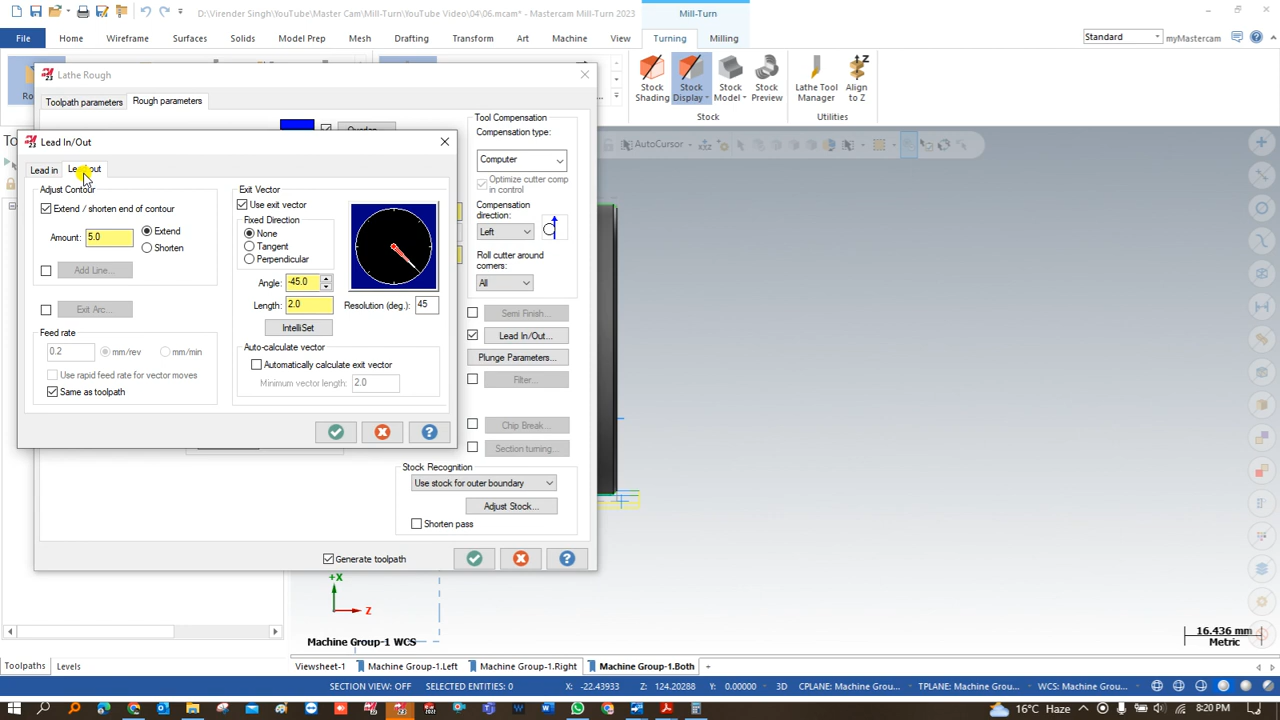 D:\Virender Singh\YouTube\Master Cam\Mill-Turn\YouTube Video\04\06.mcam* - Mastercam Mill-Turn 2023
Mill-Turn
File
Home
Wireframe
Surfaces
Solids
Model Prep
Mesh
Drafting
Transform
Art
Machine
View
Turning
Milling
Standard
myMastercam
Stock Shading
Stock Display
Stock Model
Stock Preview
Lathe Tool Manager
Align to Z
Stock
Utilities
AutoCursor
Lathe Rough
Toolpath parameters
Rough parameters
Tool Compensation
Compensation type:
Computer
Optimize cutter comp in control
Compensation direction:
Left
Roll cutter around corners:
All
Semi Finish...
Lead In/Out...
Plunge Parameters...
Filter...
Chip Break...
Section turning...
Stock Recognition
Use stock for outer boundary
Adjust Stock...
Shorten pass
Generate toolpath
Lead In/Out
Lead in
Adjust Contour
Extend / shorten end of contour
Amount: 5.0
Extend
Shorten
Add Line...
Exit Arc...
Feed rate
0.2
mm/rev
mm/min
Use rapid feed rate for vector moves
Same as toolpath
Exit Vector
Use exit vector
Fixed Direction
None
Tangent
Perpendicular
Angle: -45.0
Length: 2.0
Resolution (deg.): 45
IntelliSet
Auto-calculate vector
Automatically calculate exit vector
Minimum vector length: 2.0
+X
Z
Machine Group-1 WCS
16.436 mm
Metric
Toolpaths
Levels
Viewsheet-1
Machine Group-1.Left
Machine Group-1.Right
Machine Group-1.Both
+
SECTION VIEW: OFF
SELECTED ENTITIES: 0
X: -22.43933
Z: 124.20288
Y: 0.00000
3D
CPLANE: Machine Grou...
TPLANE: Machine Grou...
WCS: Machine Grou...
16°C Haze
ENG
8:20 PM